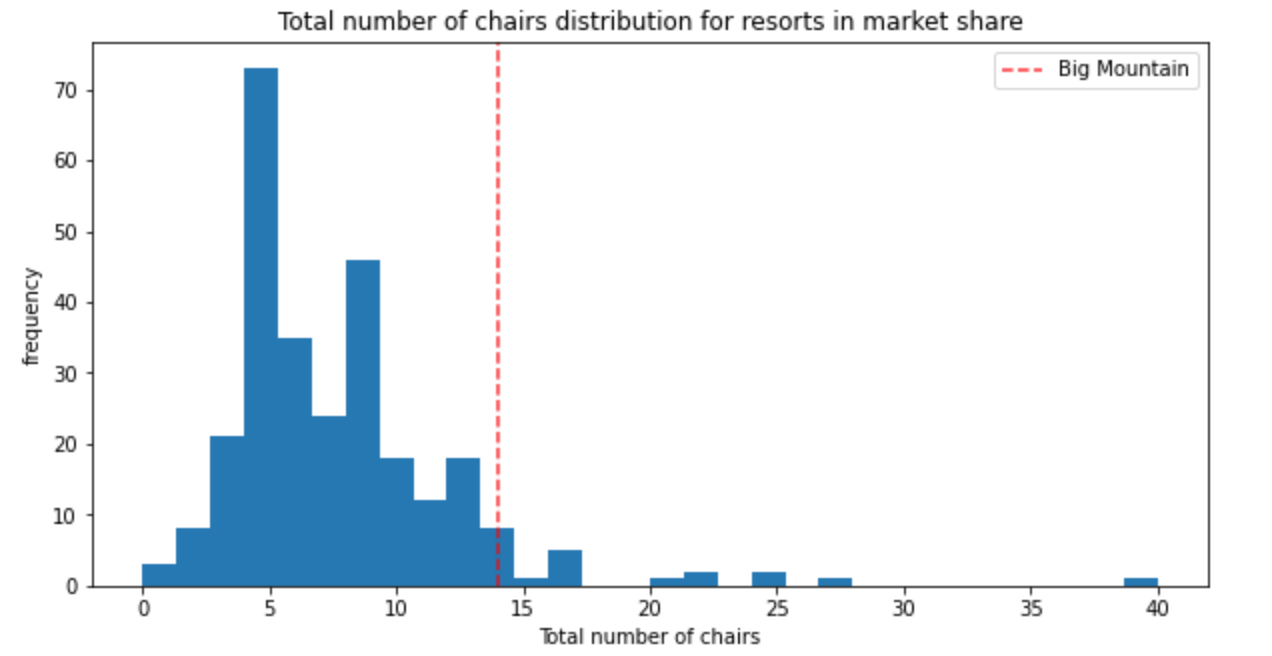 Total number of chairs distribution for resorts in market share
Big Mountain
70
60
50
40
30
20
10
0
frequency
0 5 10 15 20 25 30 35 40
Total number of chairs